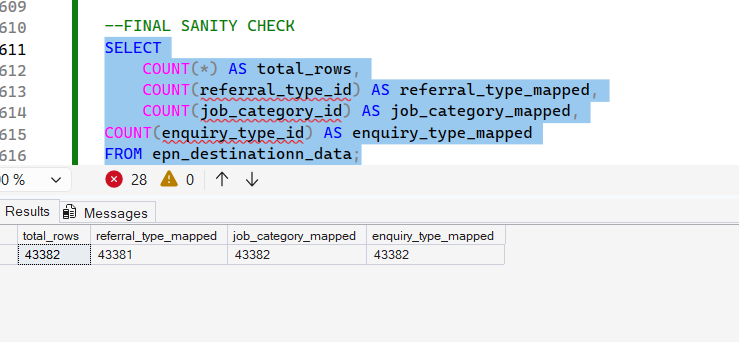 609
610 --FINAL SANITY CHECK
611 SELECT
612 COUNT(*) AS total_rows,
613 COUNT(referral_type_id) AS referral_type_mapped,
614 COUNT(job_category_id) AS job_category_mapped,
615 COUNT(enquiry_type_id) AS enquiry_type_mapped
616 FROM epn_destinationn_data;
00 % 28 0
Results Messages
total_rows referral_type_mapped job_category_mapped enquiry_type_mapped
43382 43381 43382 43382